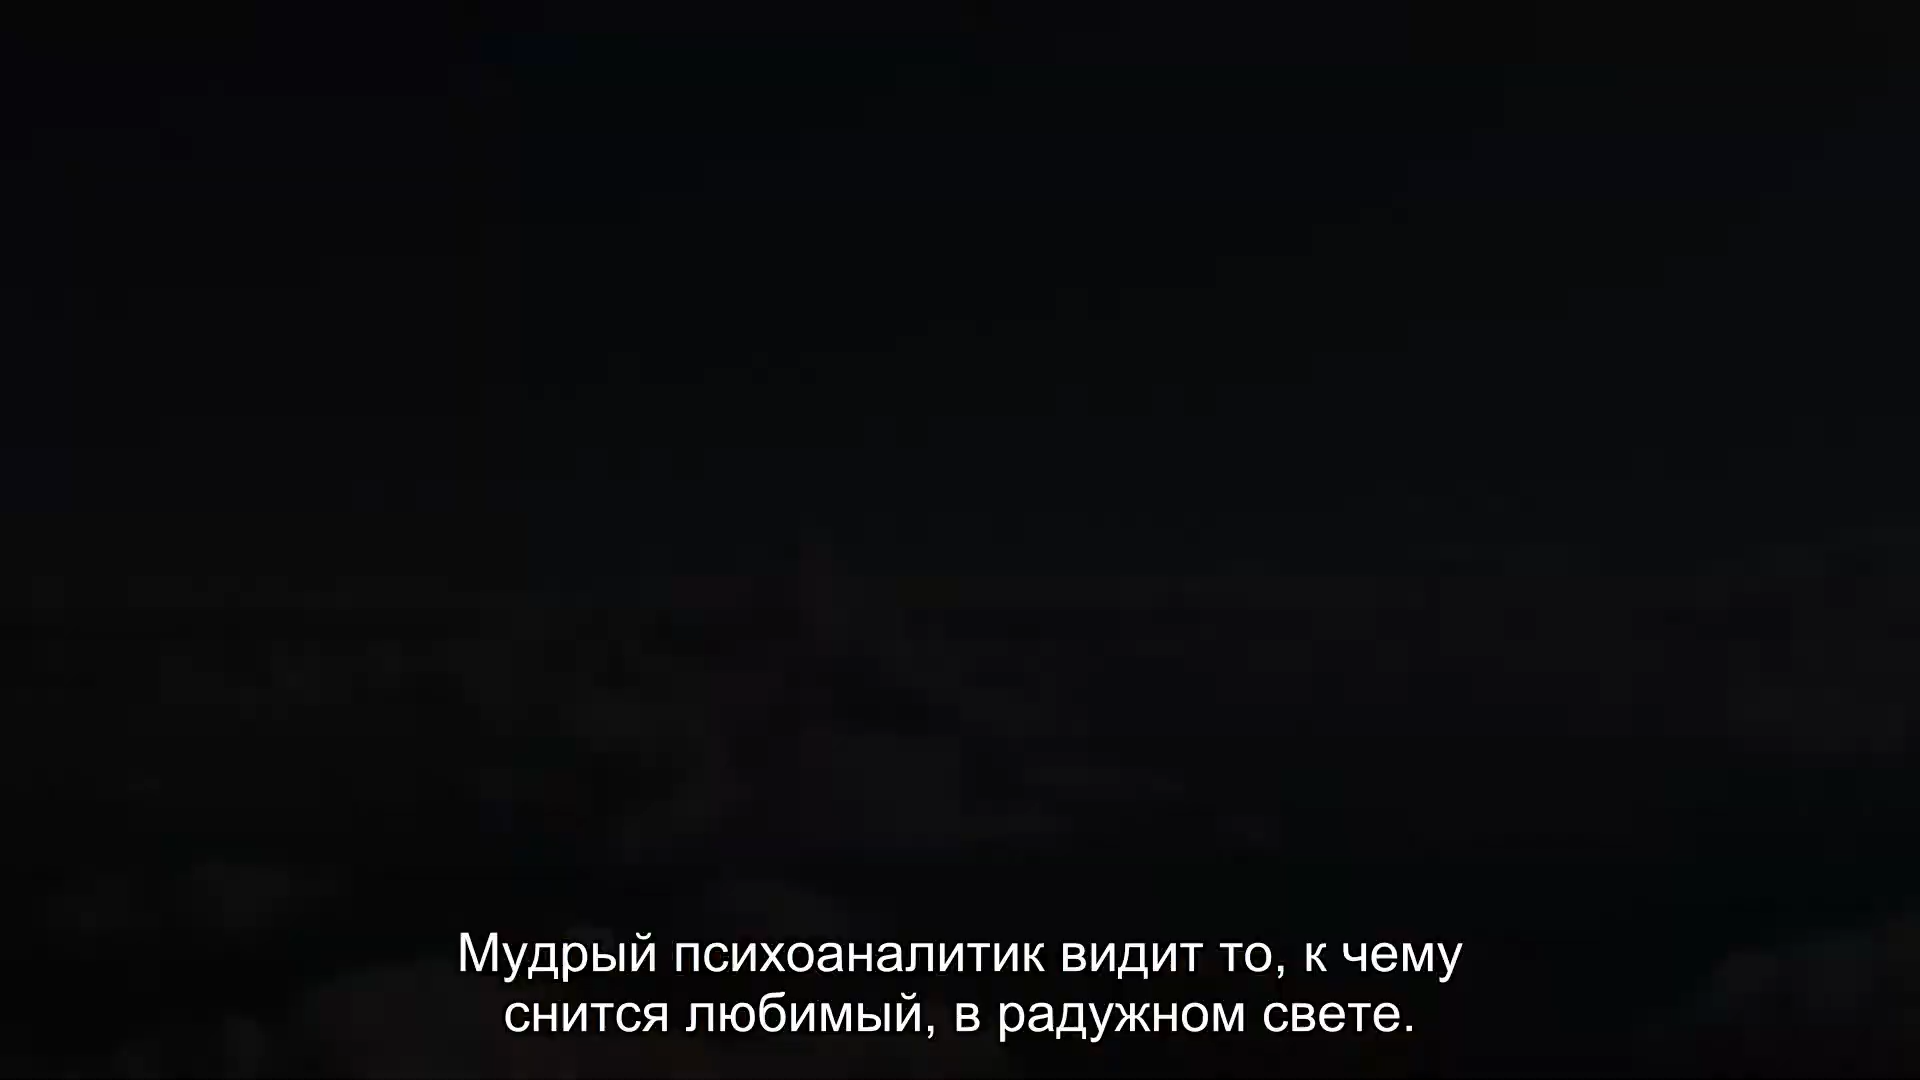 Мудрый психоаналитик видит то, к чему
снится любимый, в радужном свете.